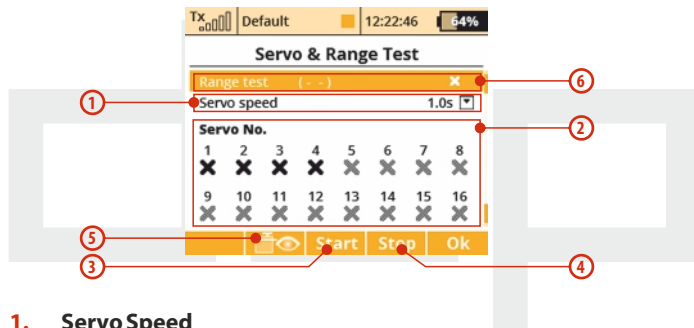 Tx Default 12:22:46 64%
Servo & Range Test
Range test (--)
6
1
Servo speed 1.0s
2
Servo No.
1 2 3 4 5 6 7 8
9 10 11 12 13 14 15 16
5
Start Stop Ok
3
4
1. Servo Speed